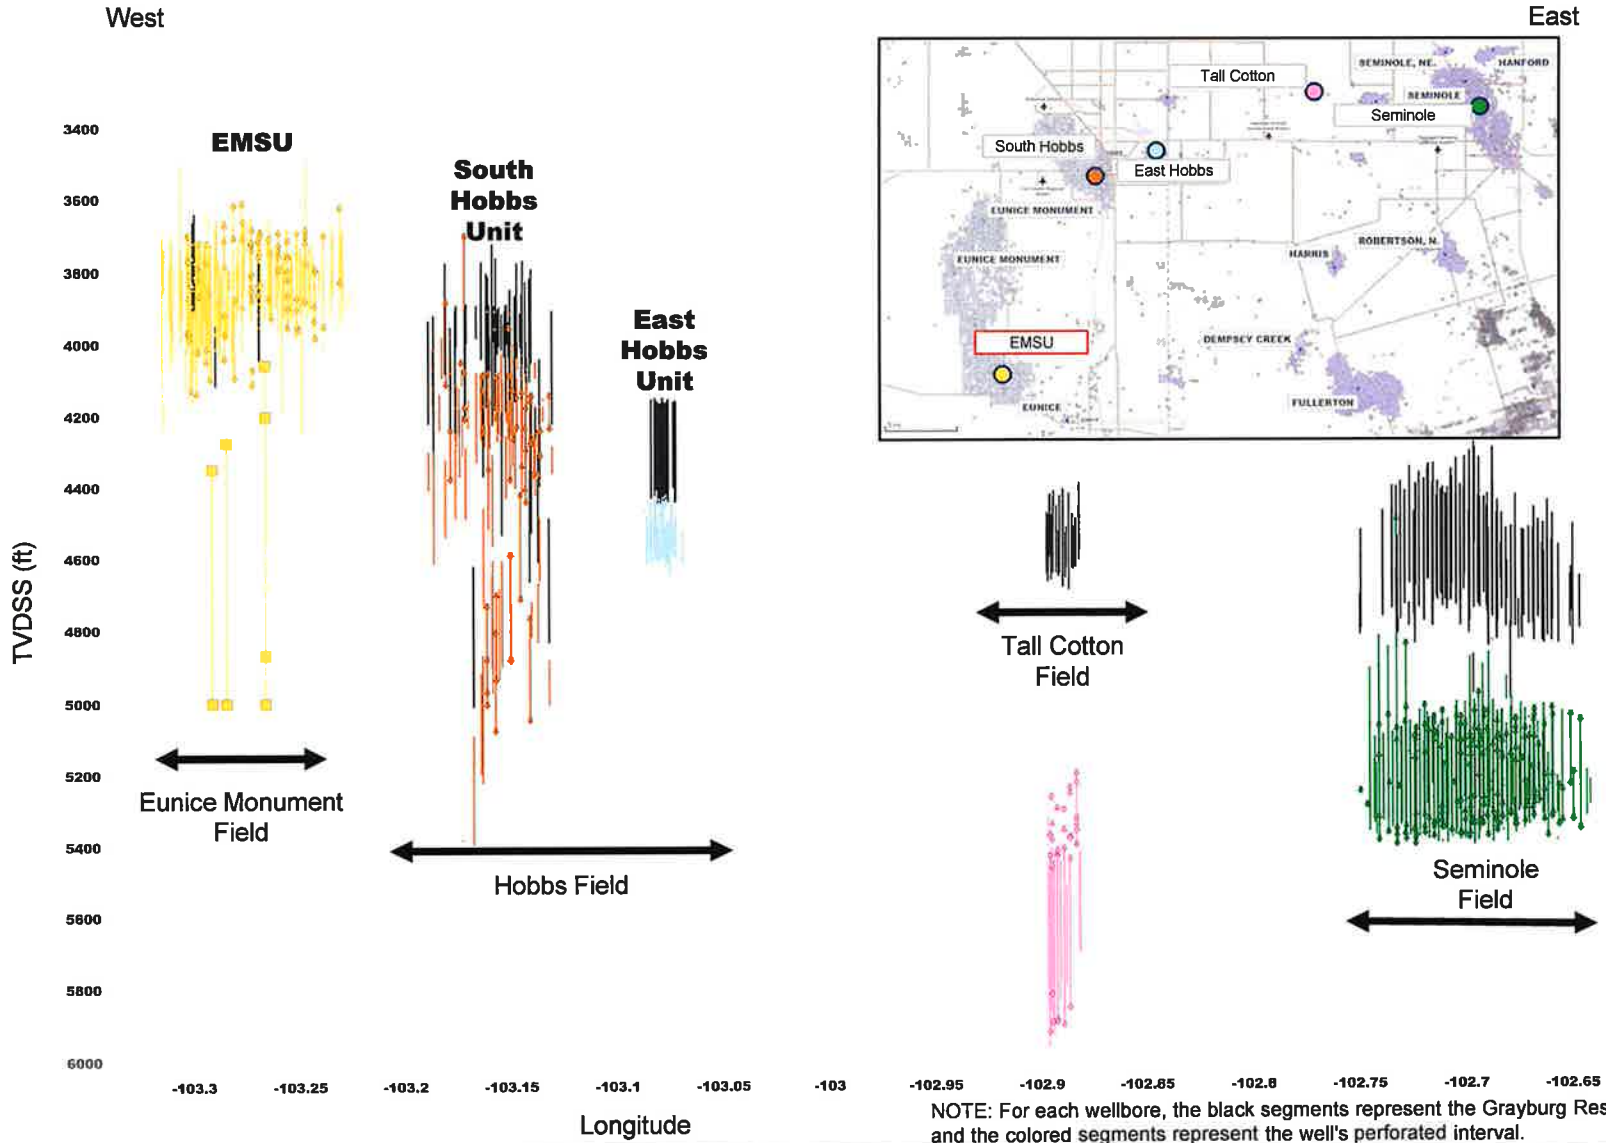 West
East
EMSU
South
Hobbs
Unit
East
Hobbs
Unit
3400
3600
3800
4000
4200
4400
4600
4800
5000
5200
5400
5600
5800
6000
TVDSS (ft)
Tall Cotton
SEMINOLE, NE.
HANFORD
SEMINOLE
Seminole
South Hobbs
East Hobbs
EUNICE MONUMENT
EUNICE MONUMENT
HARRIS
ROBERTSON, N.
EMSU
DEMPSEY CREEK
FULLERTON
EUNICE
Eunice Monument
Field
Hobbs Field
Tall Cotton
Field
Seminole
Field
-103.3
-103.25
-103.2
-103.15
-103.1
-103.05
-103
-102.95
-102.9
-102.85
-102.8
-102.75
-102.7
-102.65
Longitude
NOTE: For each wellbore, the black segments represent the Grayburg Res
and the colored segments represent the well's perforated interval.